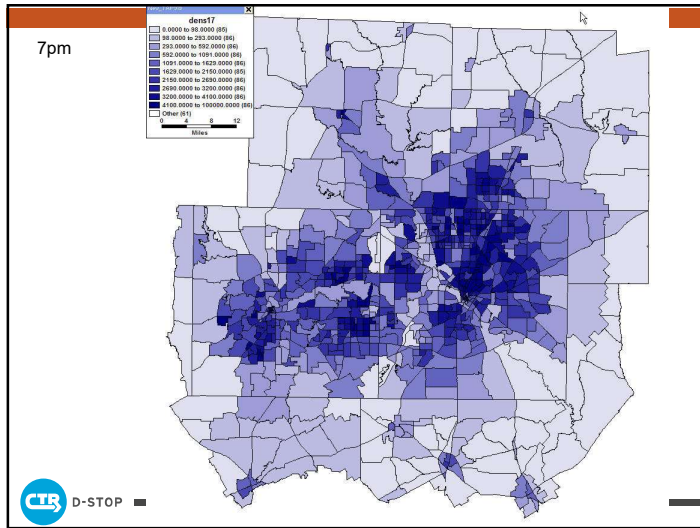 7pm
dens17
0.0000 to 98.0000 (85)
98.0000 to 293.0000 (86)
293.0000 to 592.0000 (86)
592.0000 to 1091.0000 (86)
1091.0000 to 1629.0000 (86)
1629.0000 to 2150.0000 (85)
2150.0000 to 2690.0000 (86)
2690.0000 to 3200.0000 (86)
3200.0000 to 4100.0000 (86)
4100.0000 to 100000.0000 (86)
Other (61)
0 4 8 12
Miles
CTR D-STOP